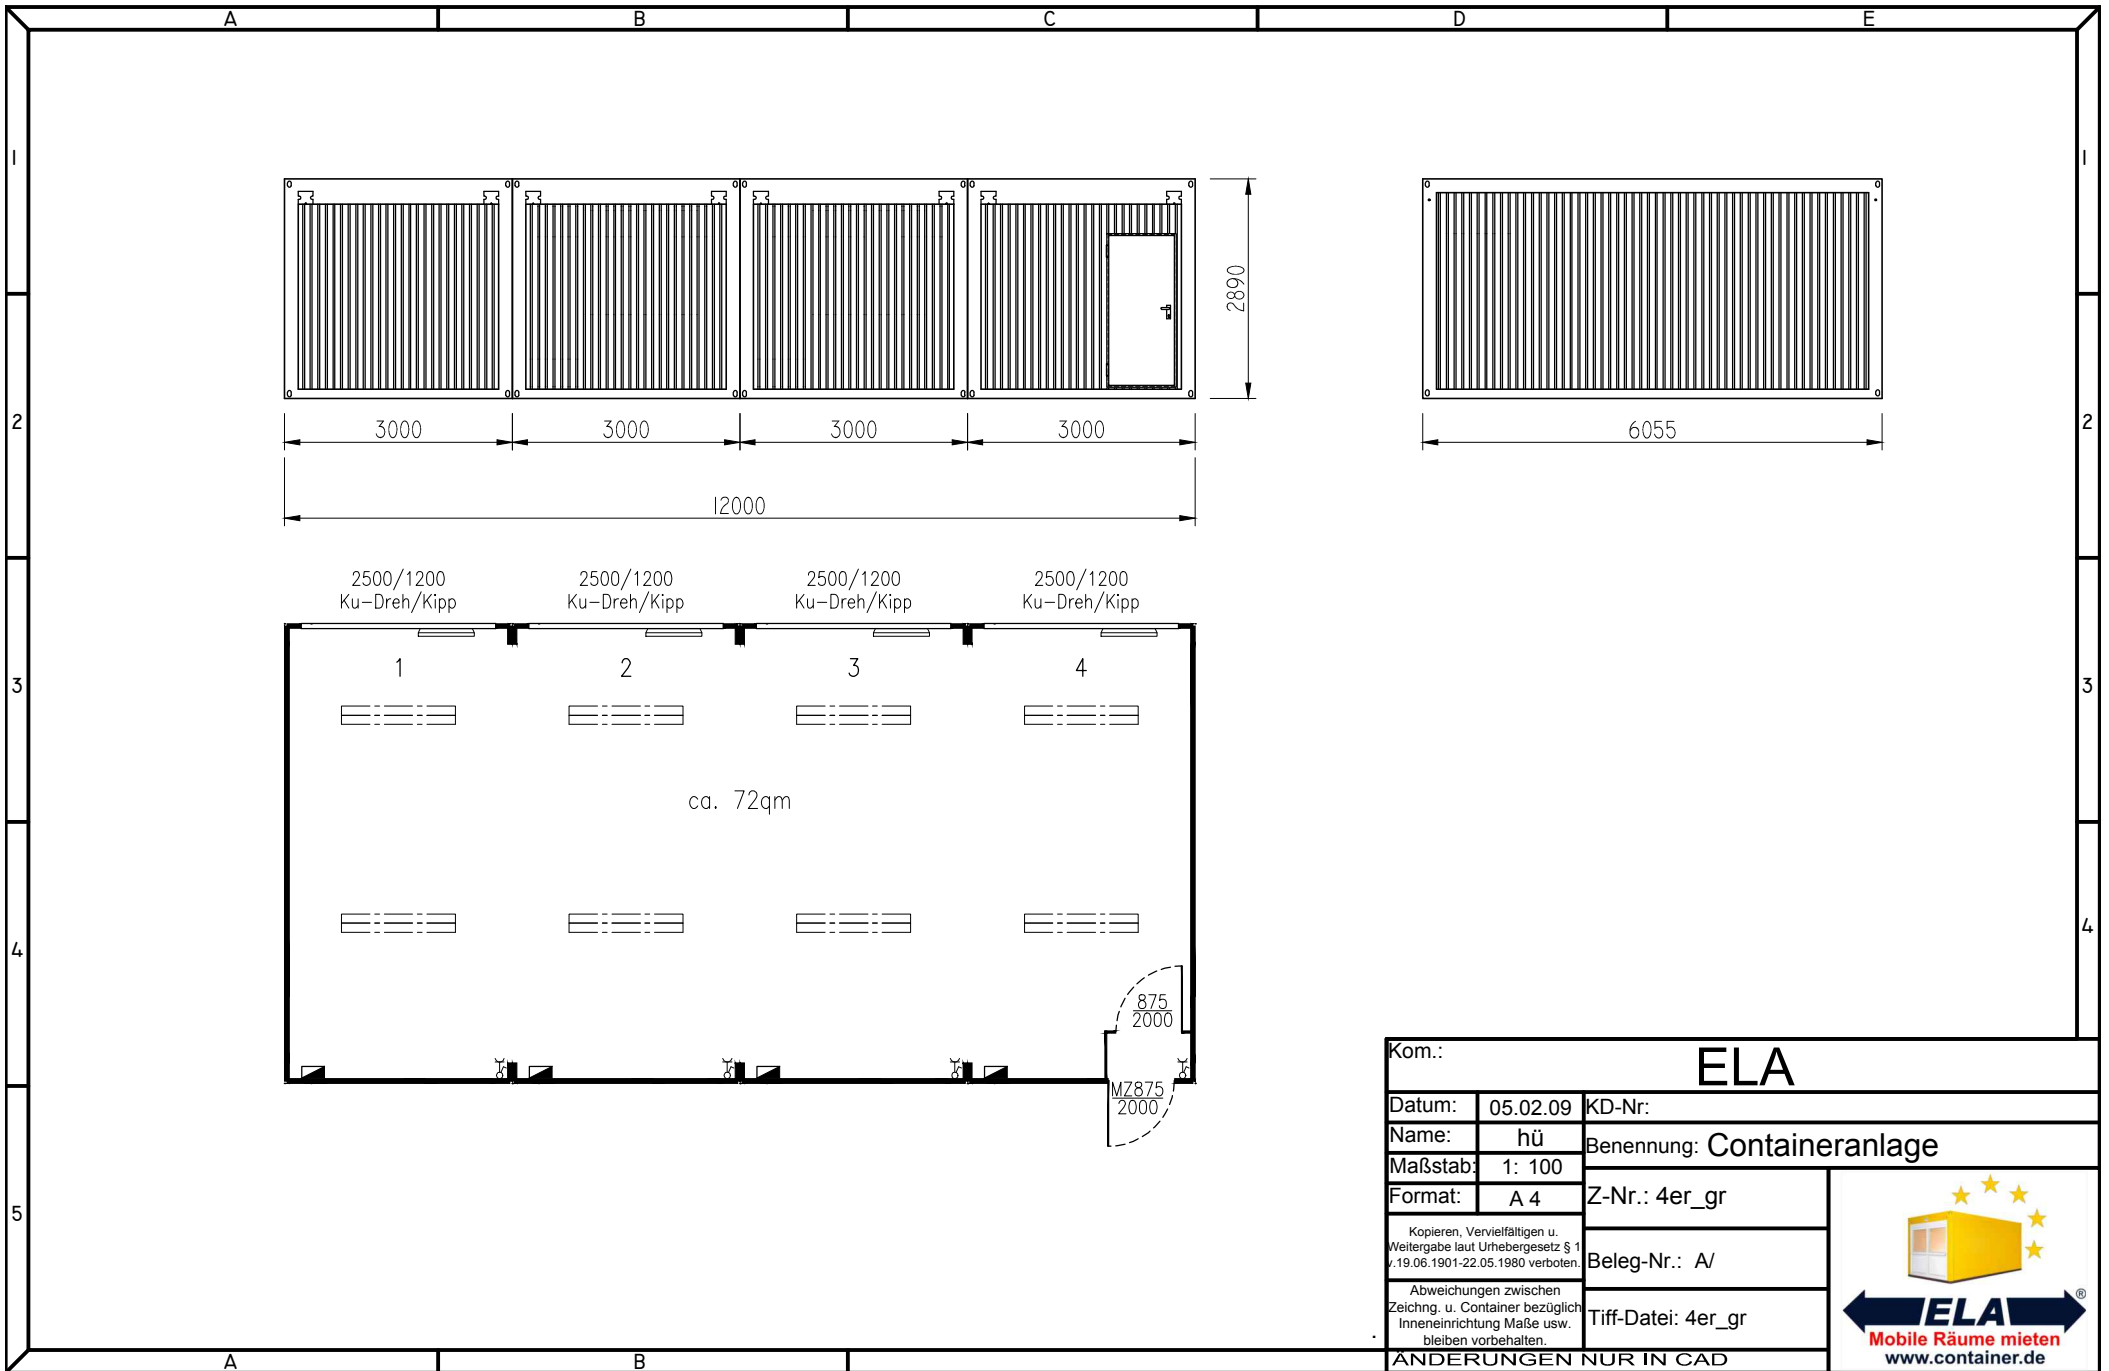 A B C D E
1 1
2890
2 3000 3000 3000 3000 6055 2
12000
2500/1200 2500/1200 2500/1200 2500/1200
Ku-Dreh/Kipp Ku-Dreh/Kipp Ku-Dreh/Kipp Ku-Dreh/Kipp
1 2 3 4
3 3
ca. 72qm
4 4
875
2000
MZ875
2000
5
Kom.: ELA
Datum: 05.02.09 KD-Nr:
Name: hü Benennung: Containeranlage
Maßstab: 1: 100
Format: A 4 Z-Nr.: 4er_gr
Kopieren, Vervielfältigen u.
Weitergabe laut Urhebergesetz § 1
v.19.06.1901-22.05.1980 verboten.
Beleg-Nr.: A/
Abweichungen zwischen
Zeichng. u. Container bezüglich
Inneneinrichtung Maße usw.
bleiben vorbehalten.
Tiff-Datei: 4er_gr
ELA ®
Mobile Räume mieten
www.container.de
ÄNDERUNGEN NUR IN CAD
A B